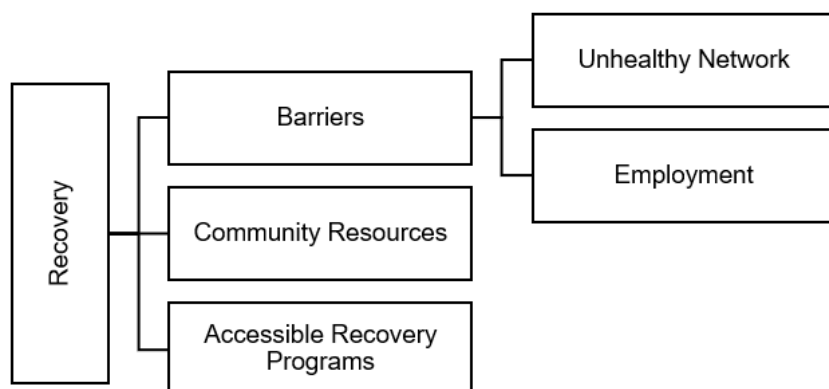 Recovery
Barriers
Unhealthy Network
Employment
Community Resources
Accessible Recovery
Programs